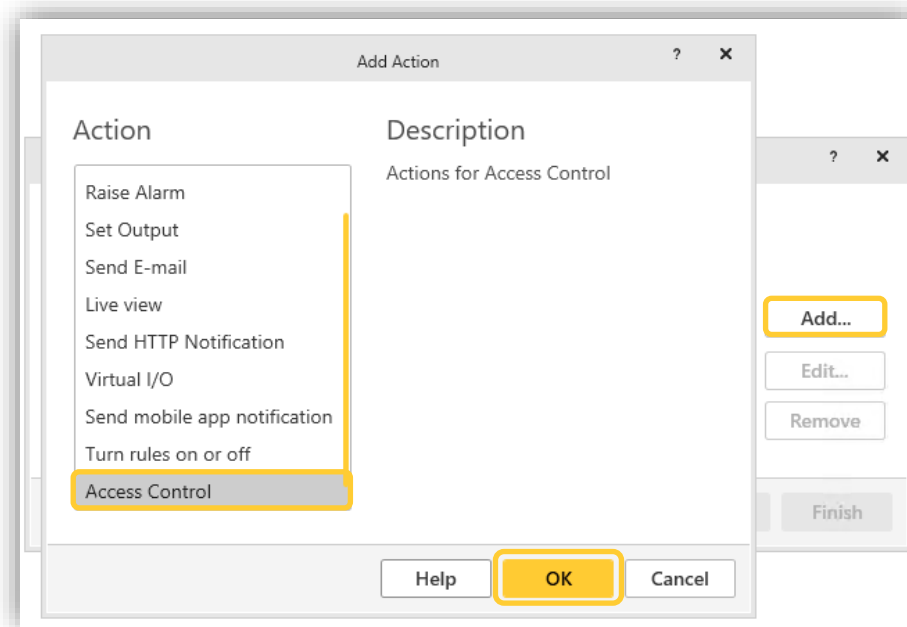 Add Action
?
×
Action
Description
Raise Alarm
Actions for Access Control
Set Output
Send E-mail
Live view
Send HTTP Notification
Virtual I/O
Send mobile app notification
Turn rules on or off
Access Control
Help
OK
Cancel
?
×
Add...
Edit...
Remove
Finish